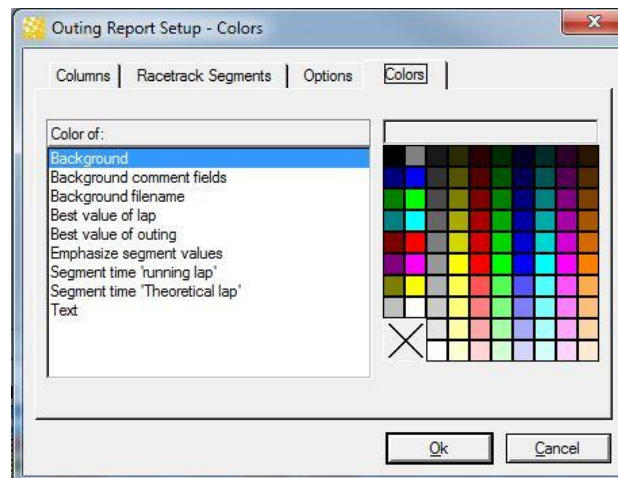 Outing Report Setup - Colors
Columns
Racetrack Segments
Options
Colors
Color of:
Background
Background comment fields
Background filename
Best value of lap
Best value of outing
Emphasize segment values
Segment time 'running lap'
Segment time 'Theoretical lap'
Text
Ok
Cancel